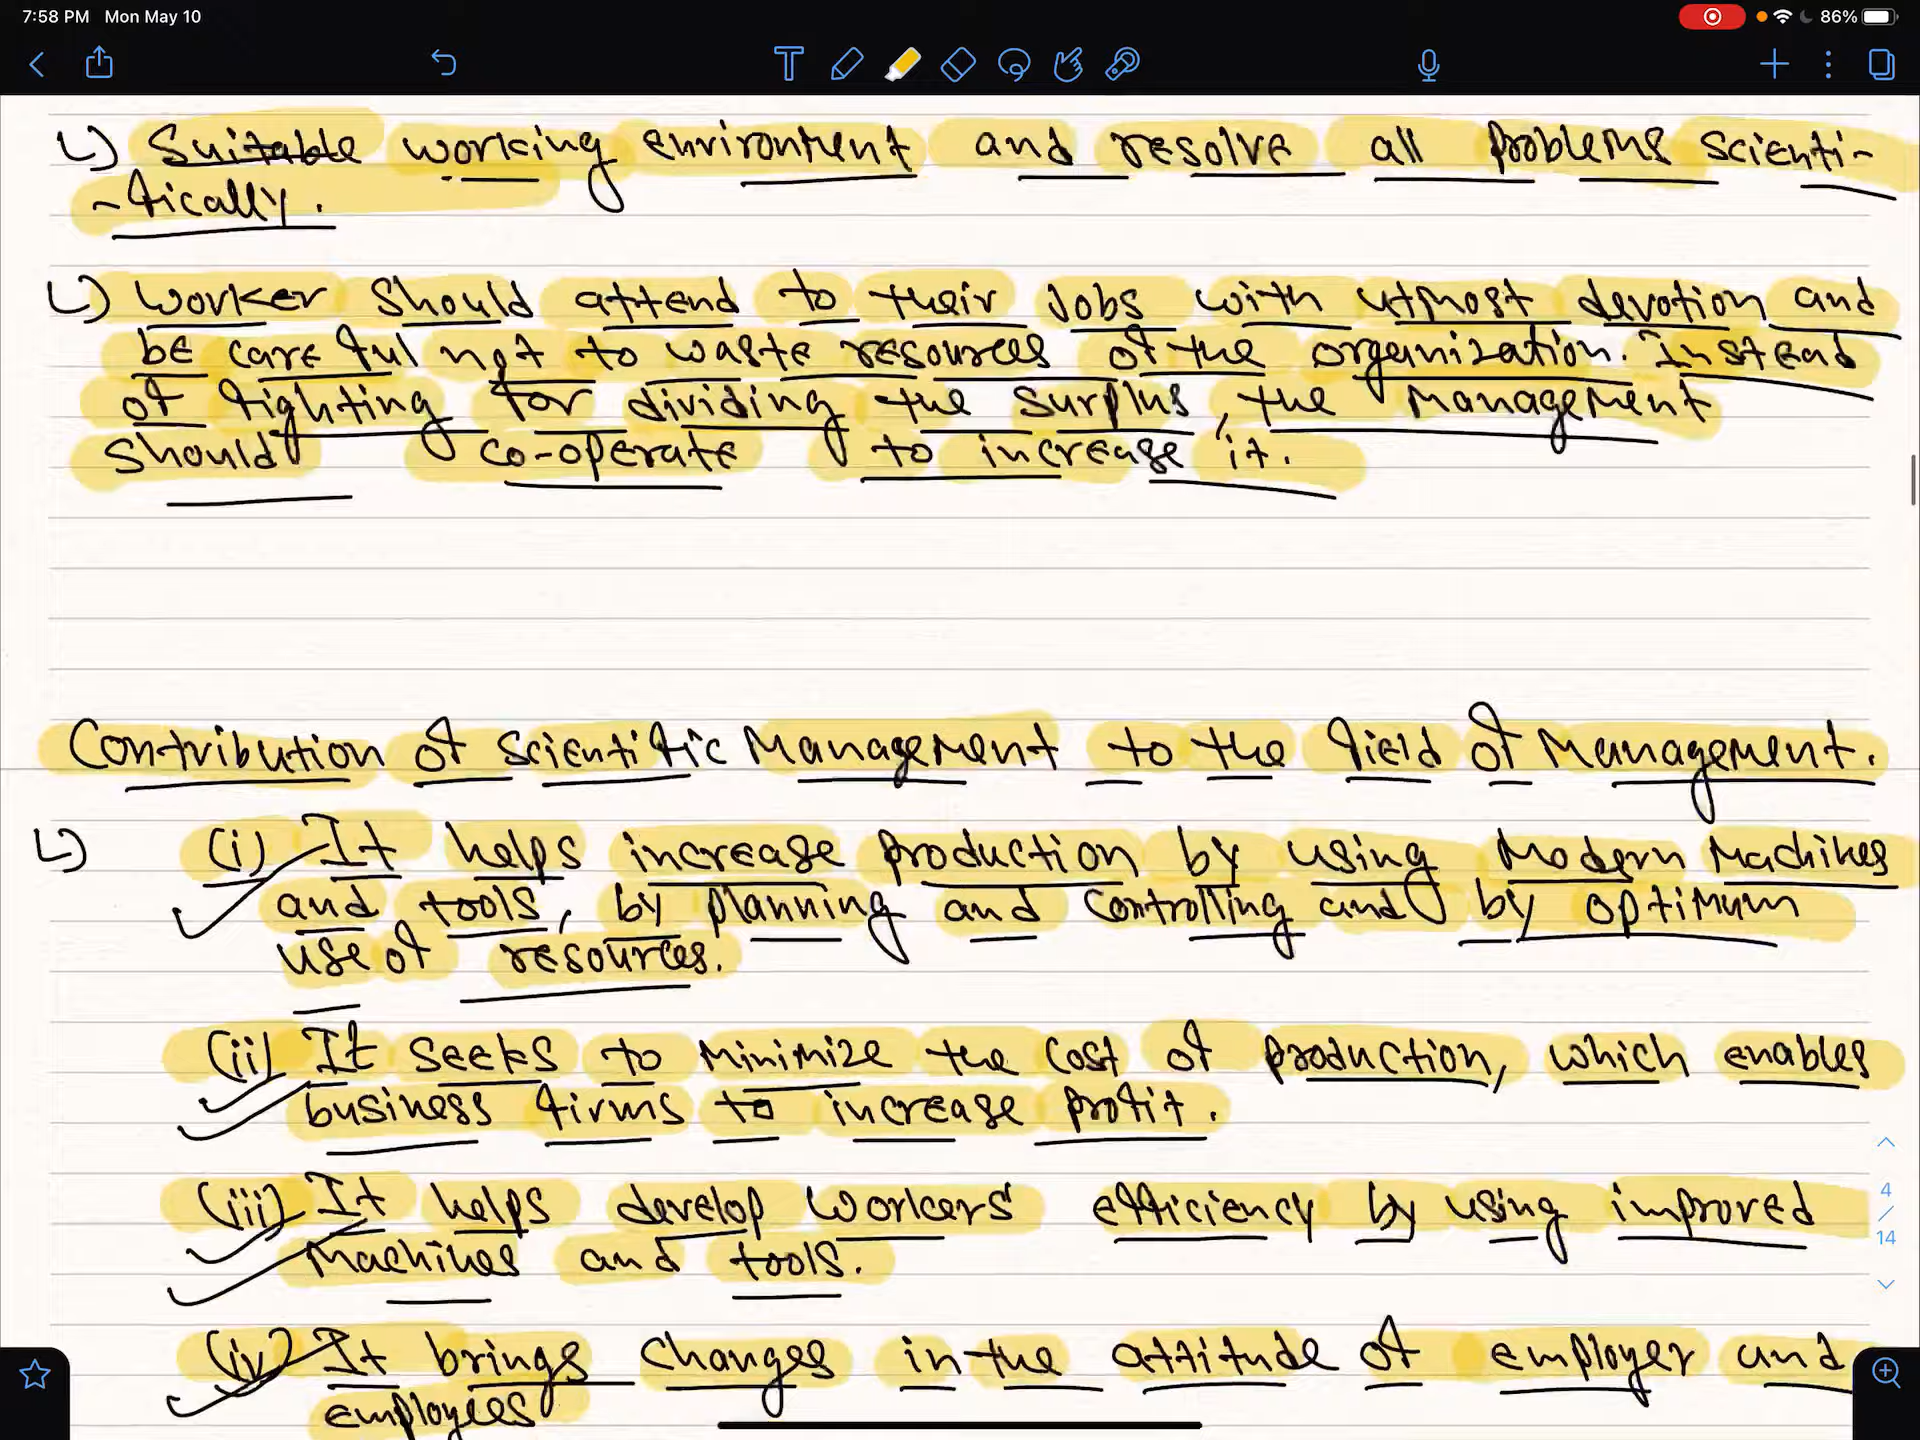 7:58 PM Mon May 10
86%
↳) Suitable working environment and resolve all problems scienti-
-fically.
↳) Worker should attend to their Jobs with utmost devotion and
be careful not to waste resources of the organization. Instead
of fighting for dividing the surplus, the Management
should co-operate to increase it.
Contribution of Scientific Management to the field of Management.
↳) (i) It helps increase production by using Modern Machines
and tools, by planning and controlling and by optimum
use of resources.
(ii) It seeks to Minimize the cost of production, which enables
business firms to increase profit.
(iii) It helps develop workers' efficiency by using improved
Machines and tools.
(iv) It brings changes in the attitude of employer and
employees
4
/
14